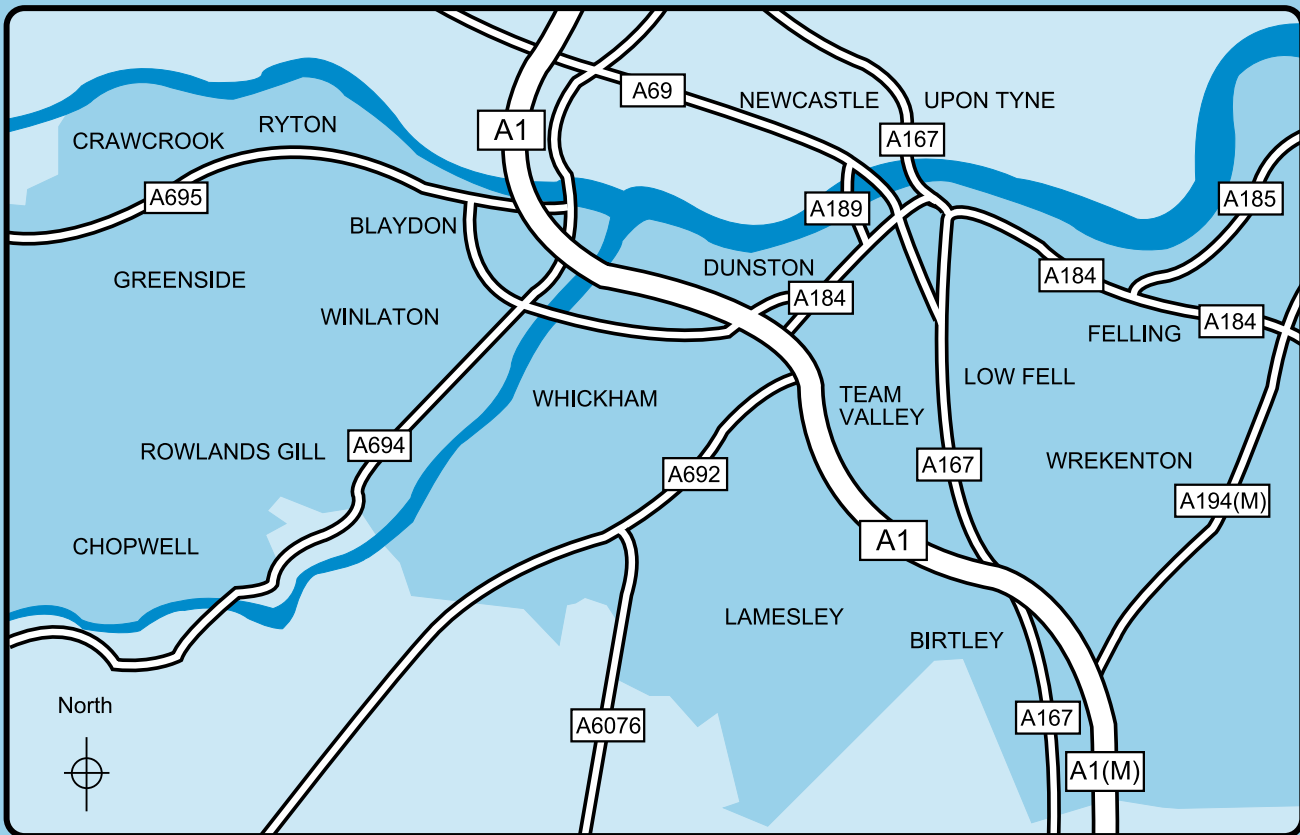 A69
NEWCASTLE UPON TYNE
A1
A167
CRAWCROOK
RYTON
A695
A189
A185
BLAYDON
GREENSIDE
DUNSTON
A184
A184
WINLATON
A184
FELLING
LOW FELL
WHICKHAM
TEAM
VALLEY
ROWLANDS GILL
A694
A692
A167
WREKENTON
A194(M)
CHOPWELL
A1
LAMESLEY
BIRTLEY
North
A6076
A167
A1(M)